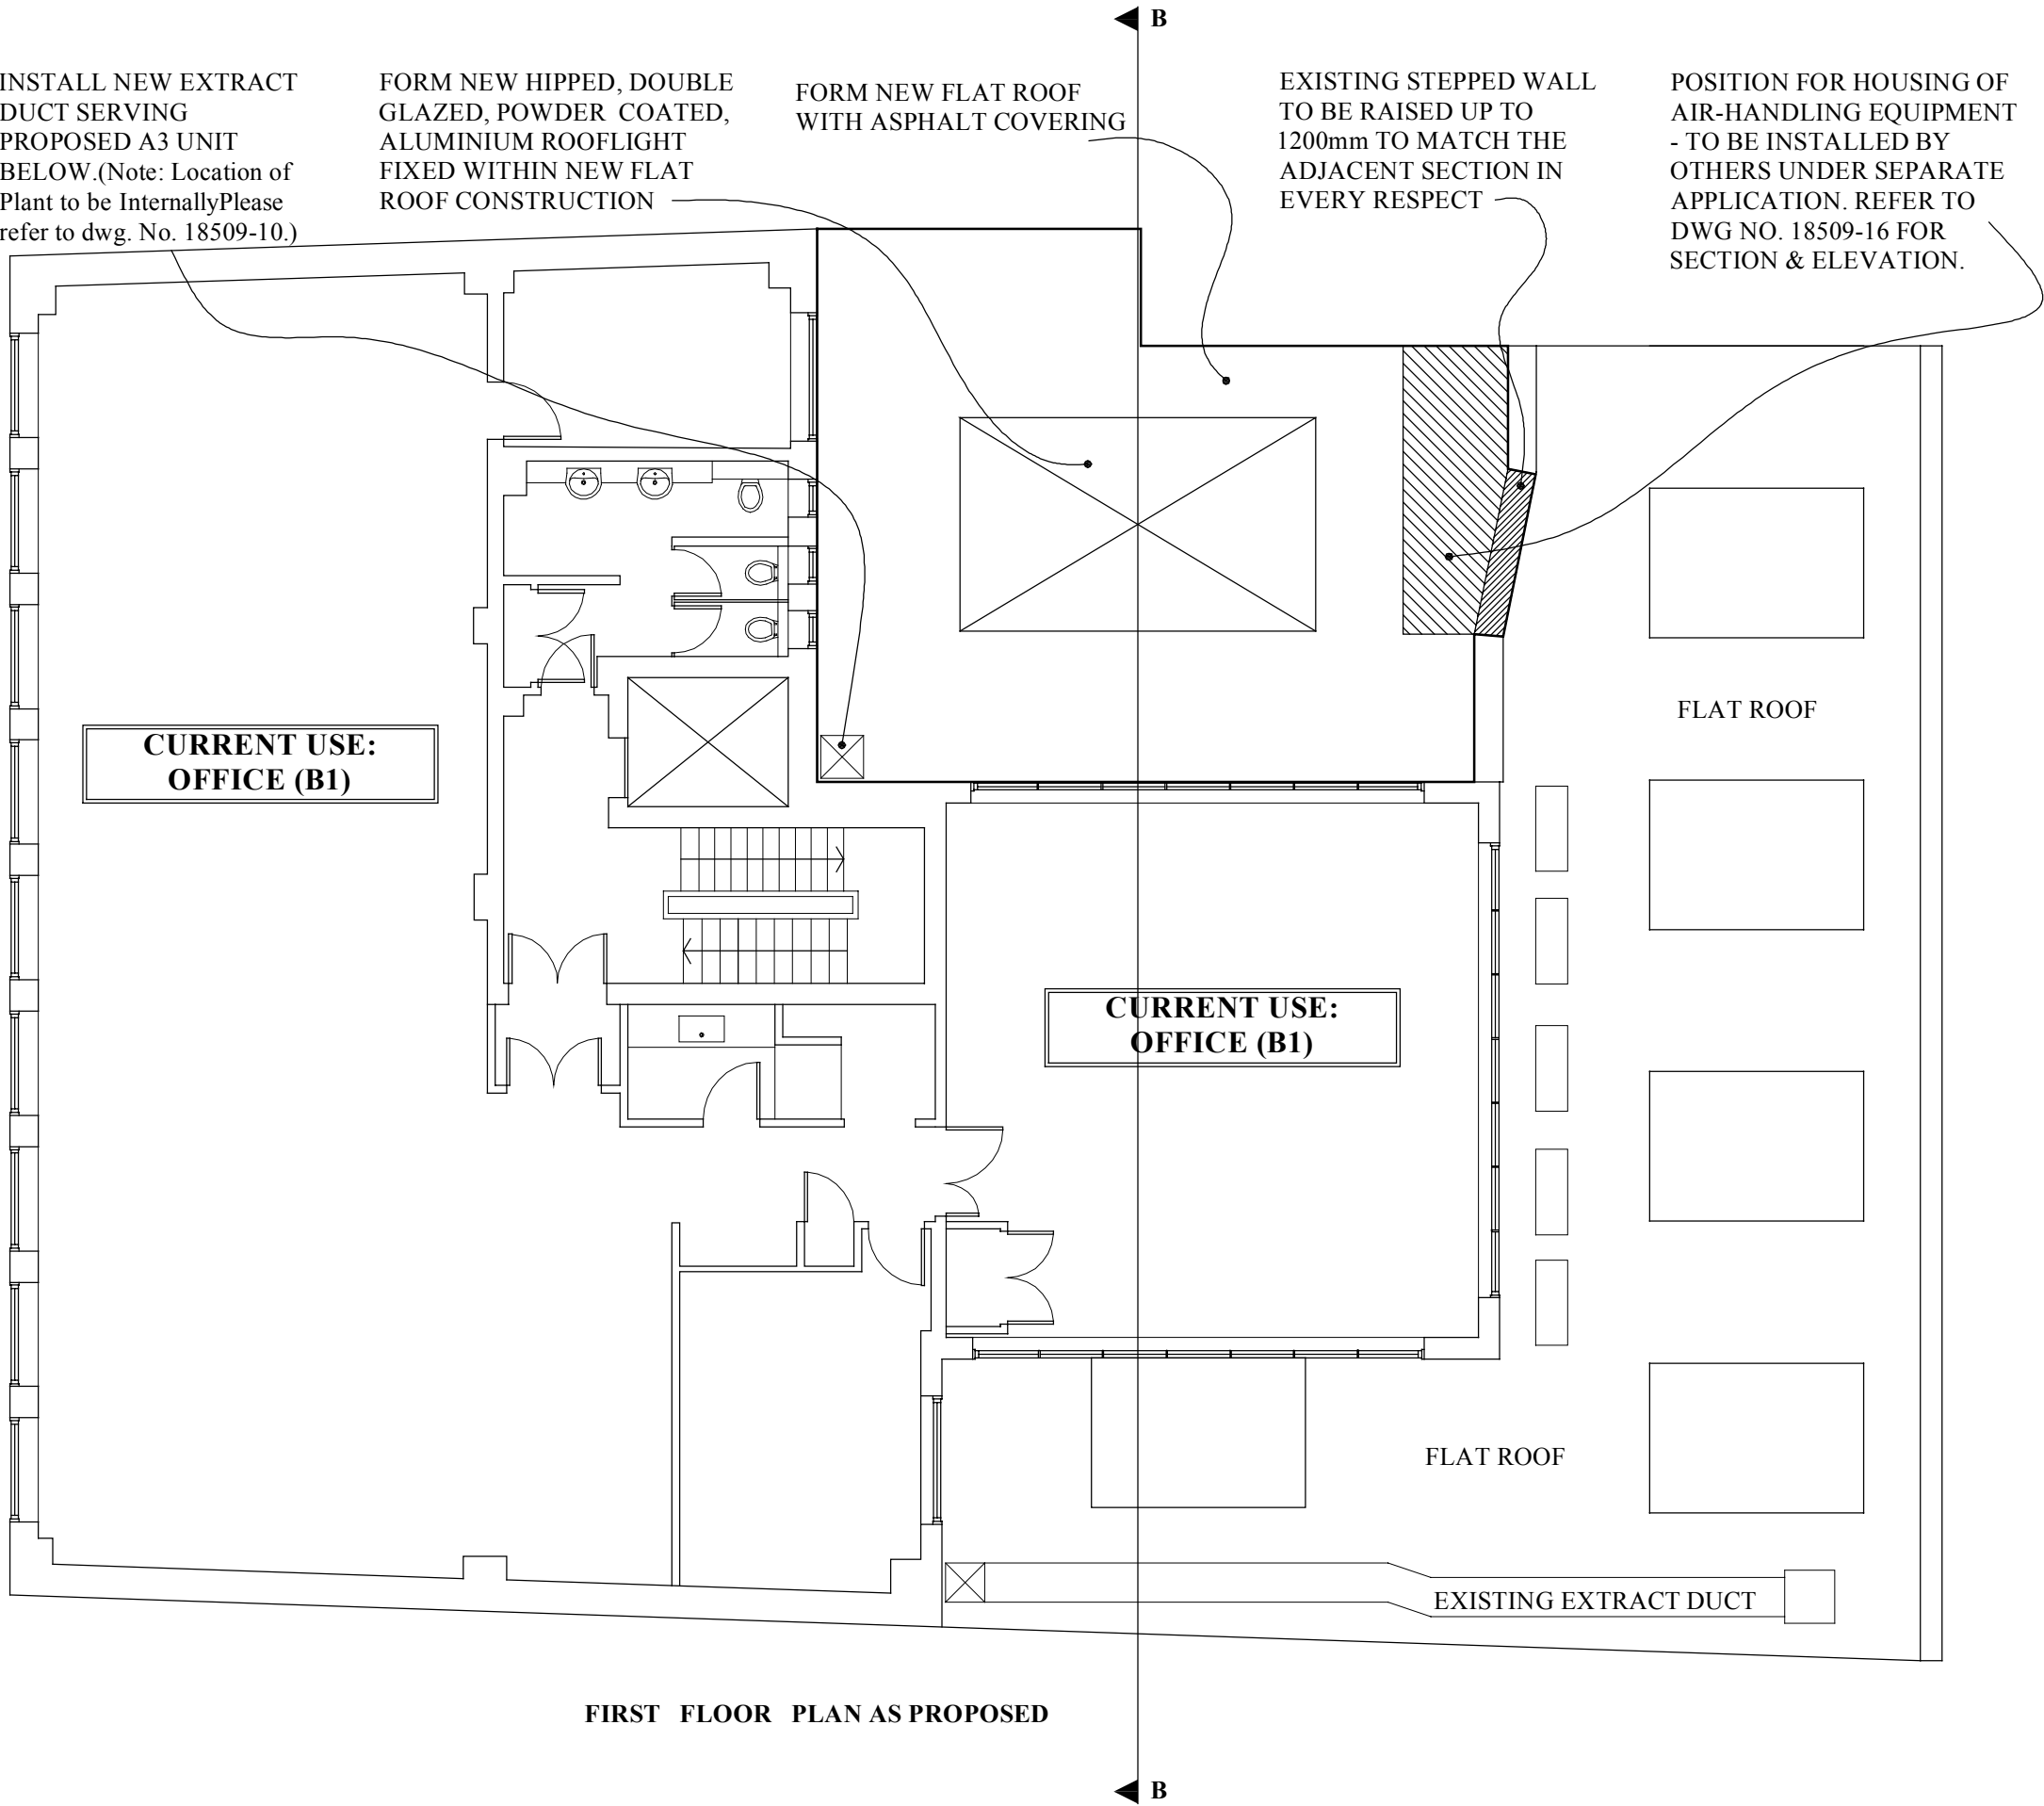 B
INSTALL NEW EXTRACT
DUCT SERVING
PROPOSED A3 UNIT
BELOW.(Note: Location of
Plant to be InternallyPlease
refer to dwg. No. 18509-10.)
FORM NEW HIPPED, DOUBLE
GLAZED, POWDER COATED,
ALUMINIUM ROOFLIGHT
FIXED WITHIN NEW FLAT
ROOF CONSTRUCTION
FORM NEW FLAT ROOF
WITH ASPHALT COVERING
EXISTING STEPPED WALL
TO BE RAISED UP TO
1200mm TO MATCH THE
ADJACENT SECTION IN
EVERY RESPECT
POSITION FOR HOUSING OF
AIR-HANDLING EQUIPMENT
- TO BE INSTALLED BY
OTHERS UNDER SEPARATE
APPLICATION. REFER TO
DWG NO. 18509-16 FOR
SECTION & ELEVATION.
FLAT ROOF
CURRENT USE:
OFFICE (B1)
CURRENT USE:
OFFICE (B1)
FLAT ROOF
EXISTING EXTRACT DUCT
FIRST FLOOR PLAN AS PROPOSED
B